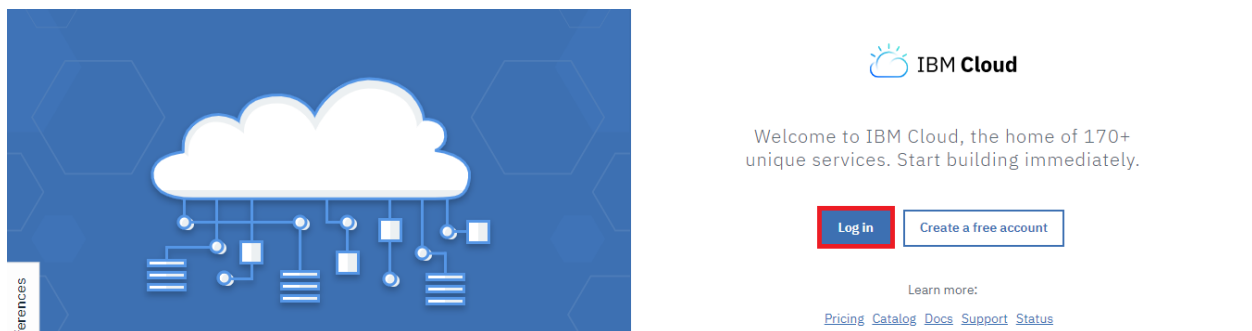 IBM Cloud
Welcome to IBM Cloud, the home of 170+
unique services. Start building immediately.
Log in Create a free account
Learn more:
Pricing Catalog Docs Support Status
erences